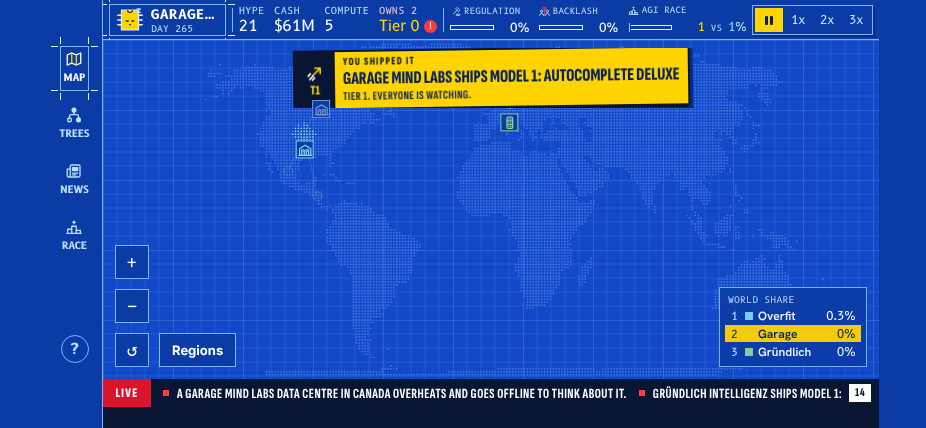 GARAGE...
DAY 265
HYPE
21
CASH
$61M
COMPUTE
5
OWNS 2
Tier 0 !
REGULATION
0%
BACKLASH
0%
AGI RACE
1 vs 1%
1x
2x
3x
MAP
TREES
NEWS
RACE
?
T1
YOU SHIPPED IT
GARAGE MIND LABS SHIPS MODEL 1: AUTOCOMPLETE DELUXE
TIER 1. EVERYONE IS WATCHING.
+
−
↺
Regions
WORLD SHARE
1 Overfit 0.3%
2 Garage 0%
3 Gründlich 0%
LIVE
A GARAGE MIND LABS DATA CENTRE IN CANADA OVERHEATS AND GOES OFFLINE TO THINK ABOUT IT.
GRÜNDLICH INTELLIGENZ SHIPS MODEL 1:
14